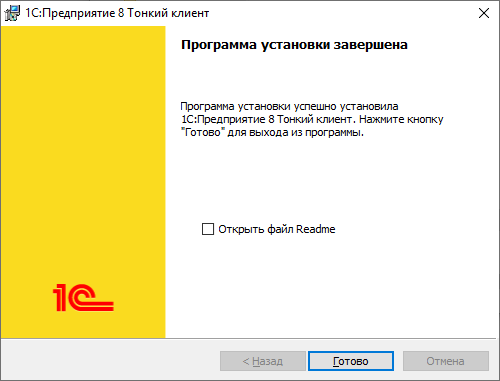 1С:Предприятие 8 Тонкий клиент
Программа установки завершена
Программа установки успешно установила
1С:Предприятие 8 Тонкий клиент. Нажмите кнопку
"Готово" для выхода из программы.
Открыть файл Readme
1С
< Назад
Готово
Отмена